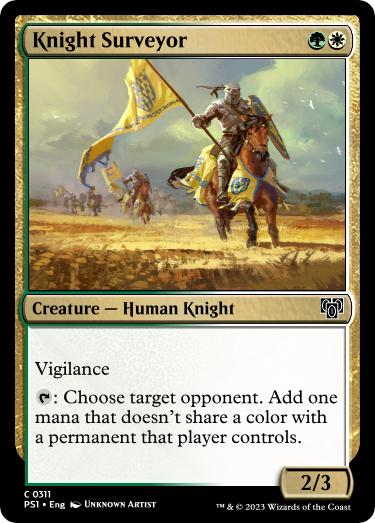 Knight Surveyor
Creature — Human Knight
Vigilance
: Choose target opponent. Add one
mana that doesn't share a color with
a permanent that player controls.
2/3
C 0311
PS1 • Eng Unknown Artist
™ & © 2023 Wizards of the Coast